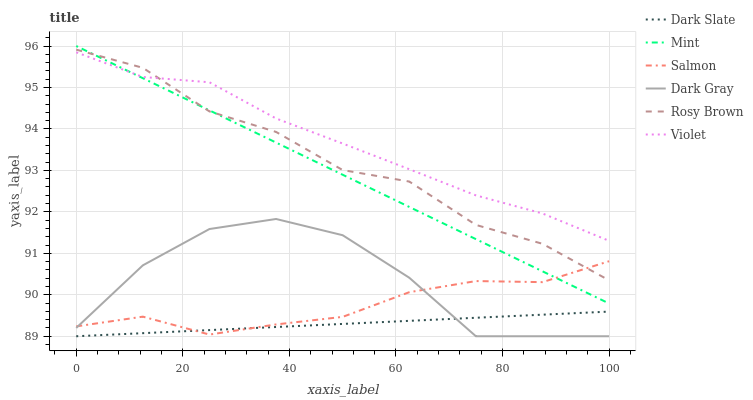 title
96
95
94
93
92
91
90
89
0
20
40
60
80
100
xaxis_label
yaxis_label
Dark Slate
Mint
Salmon
Dark Gray
Rosy Brown
Violet